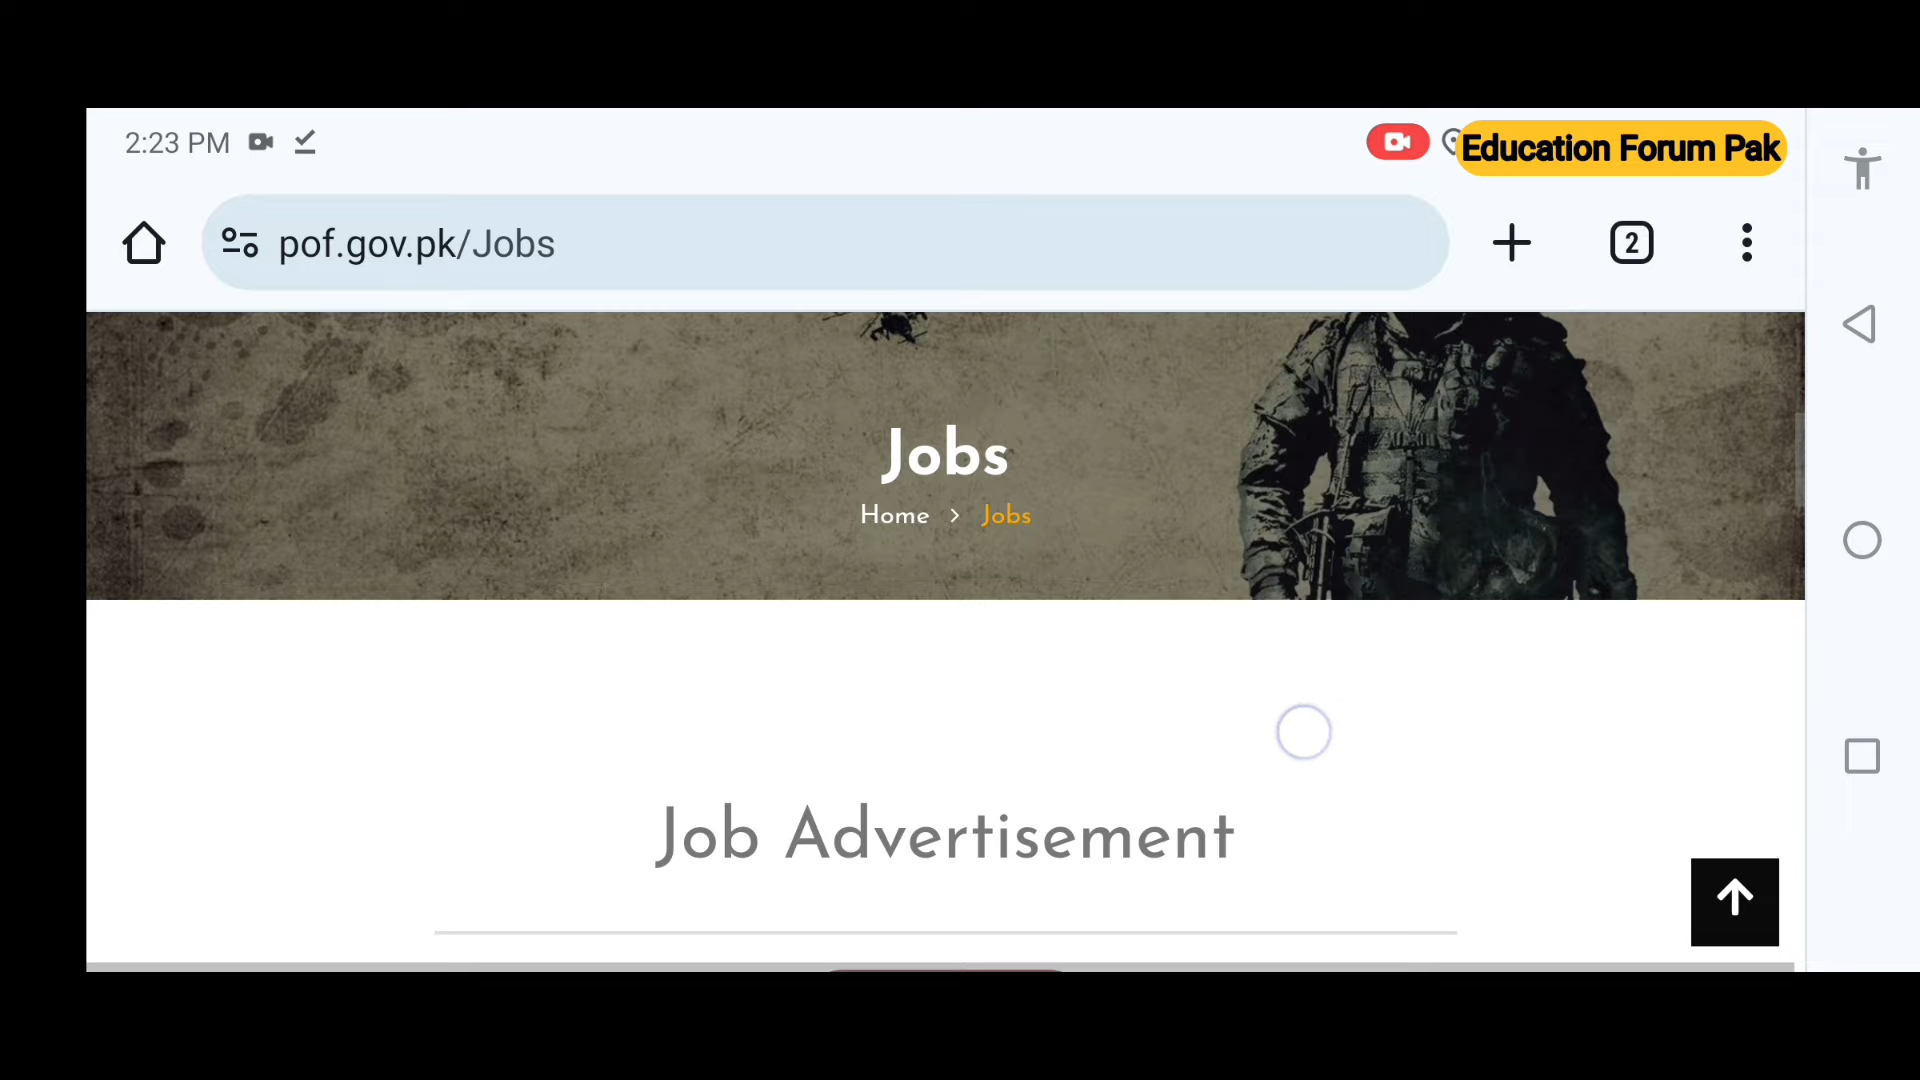 2:23 PM
Education Forum Pak
pof.gov.pk/Jobs
2
Jobs
Home > Jobs
Job Advertisement